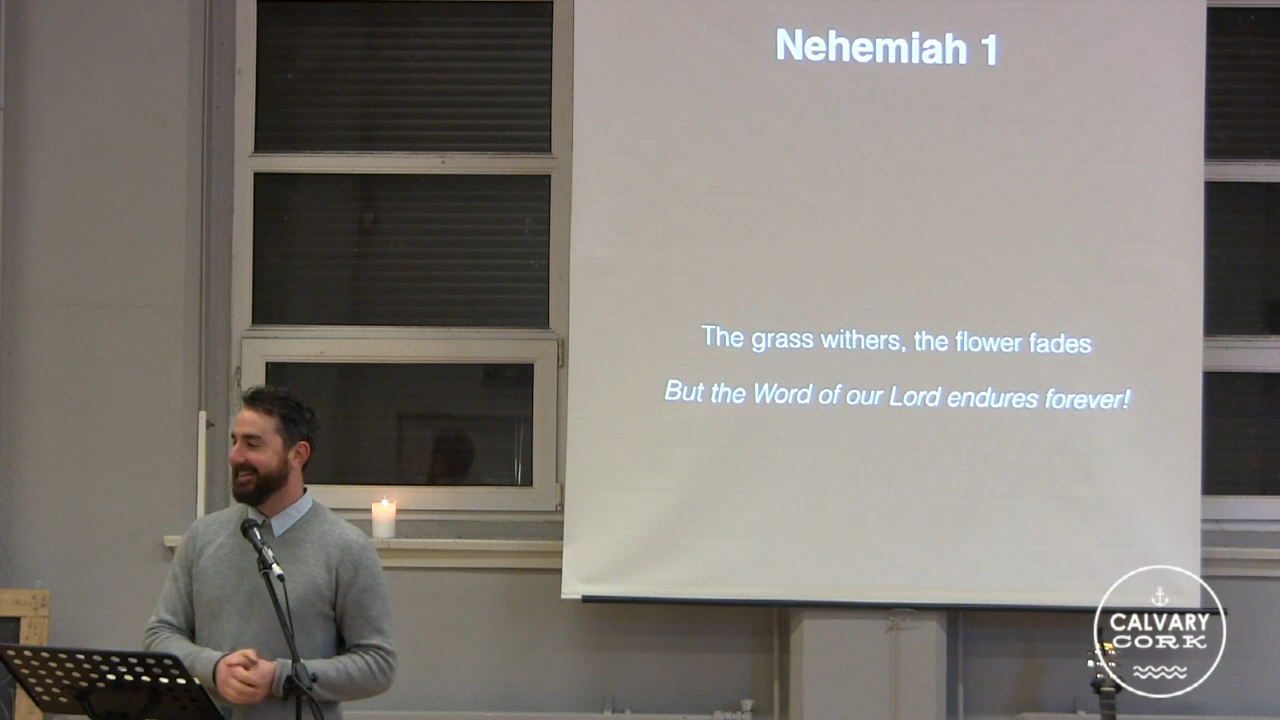 Nehemiah 1
The grass withers, the flower fades
But the Word of our Lord endures forever!
CALVARY
CORK